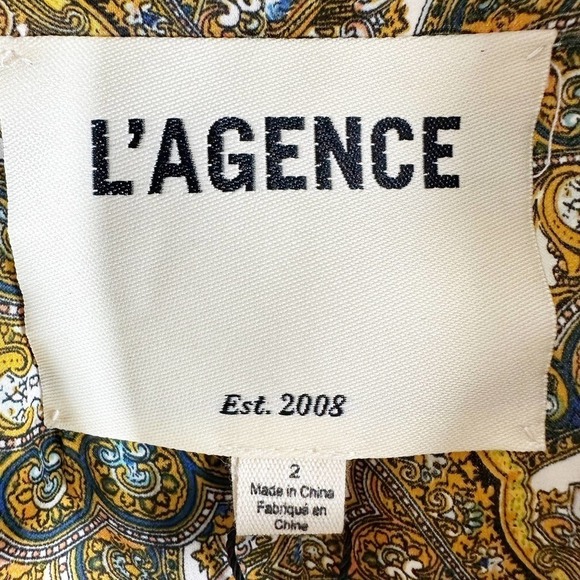 L'AGENCE
Est. 2008
2
Made in China
Fabriqué en
Chine